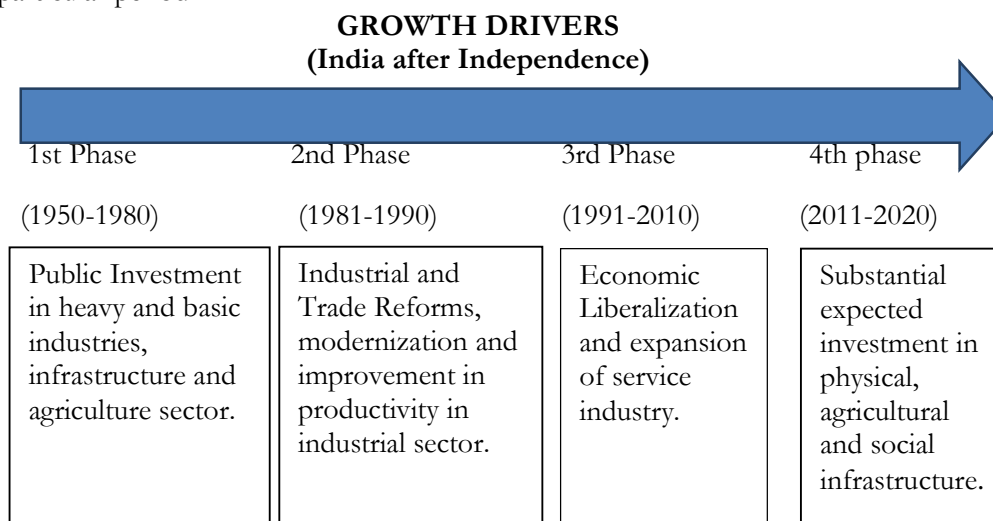 GROWTH DRIVERS
(India after Independence)
1st Phase
2nd Phase
3rd Phase
4th phase
(1950-1980)
(1981-1990)
(1991-2010)
(2011-2020)
Public Investment
in heavy and basic
industries,
infrastructure and
agriculture sector.
Industrial and
Trade Reforms,
modernization and
improvement in
productivity in
industrial sector.
Economic
Liberalization
and expansion
of service
industry.
Substantial
expected
investment in
physical,
agricultural
and social
infrastructure.